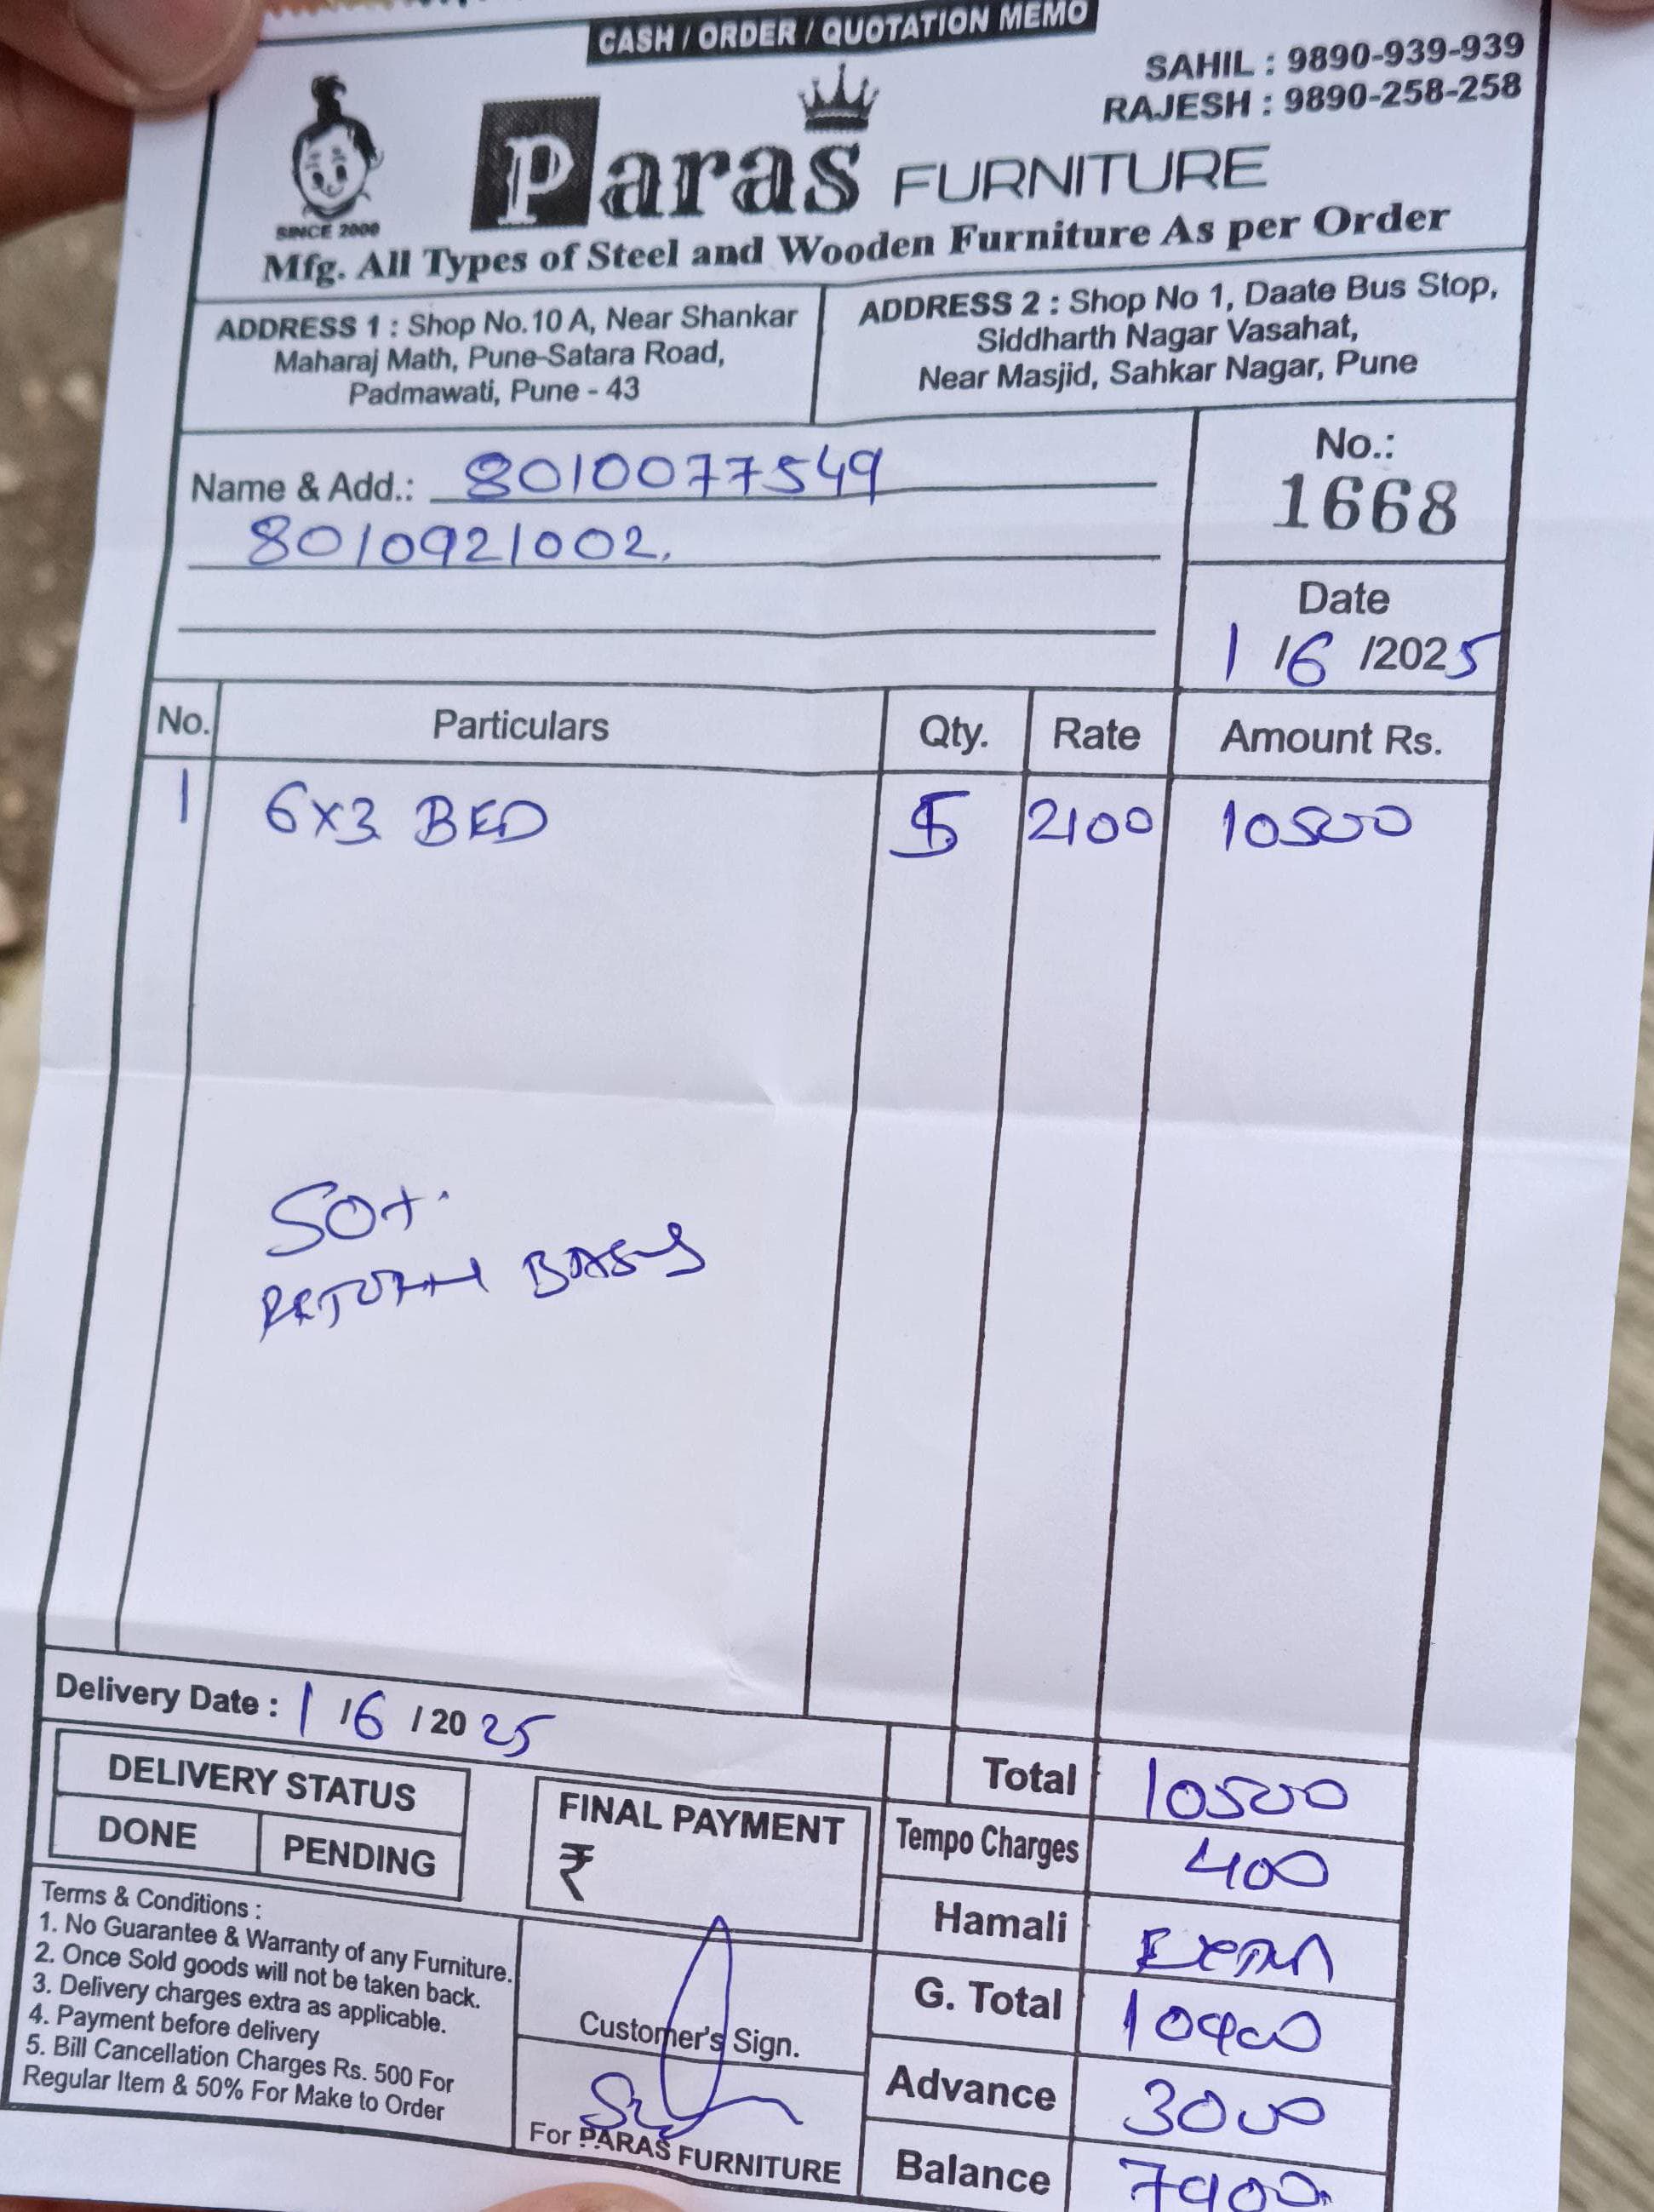 CASH / ORDER / QUOTATION MEMO
SAHIL : 9890-939-939
RAJESH : 9890-258-258
SINCE 2000
Paras FURNITURE
Mfg. All Types of Steel and Wooden Furniture As per Order
ADDRESS 1 : Shop No.10 A, Near Shankar
Maharaj Math, Pune-Satara Road,
Padmawati, Pune - 43
ADDRESS 2 : Shop No 1, Daate Bus Stop,
Siddharth Nagar Vasahat,
Near Masjid, Sahkar Nagar, Pune
Name & Add.: 8010077549
8010921002.
No.:
1668
Date
1/6/2025
No. Particulars Qty. Rate Amount Rs.
1 6x3 BED 5 2100 10500
50%
RETURN BASIS
Delivery Date : 1/6/2025
DELIVERY STATUS
DONE PENDING
FINAL PAYMENT
₹
Total 10500
Tempo Charges 400
Hamali EXTRA
G. Total 10900
Advance 3000
Balance 7900
Terms & Conditions :
1. No Guarantee & Warranty of any Furniture.
2. Once Sold goods will not be taken back.
3. Delivery charges extra as applicable.
4. Payment before delivery
5. Bill Cancellation Charges Rs. 500 For
Regular Item & 50% For Make to Order
Customer's Sign.
For PARAS FURNITURE